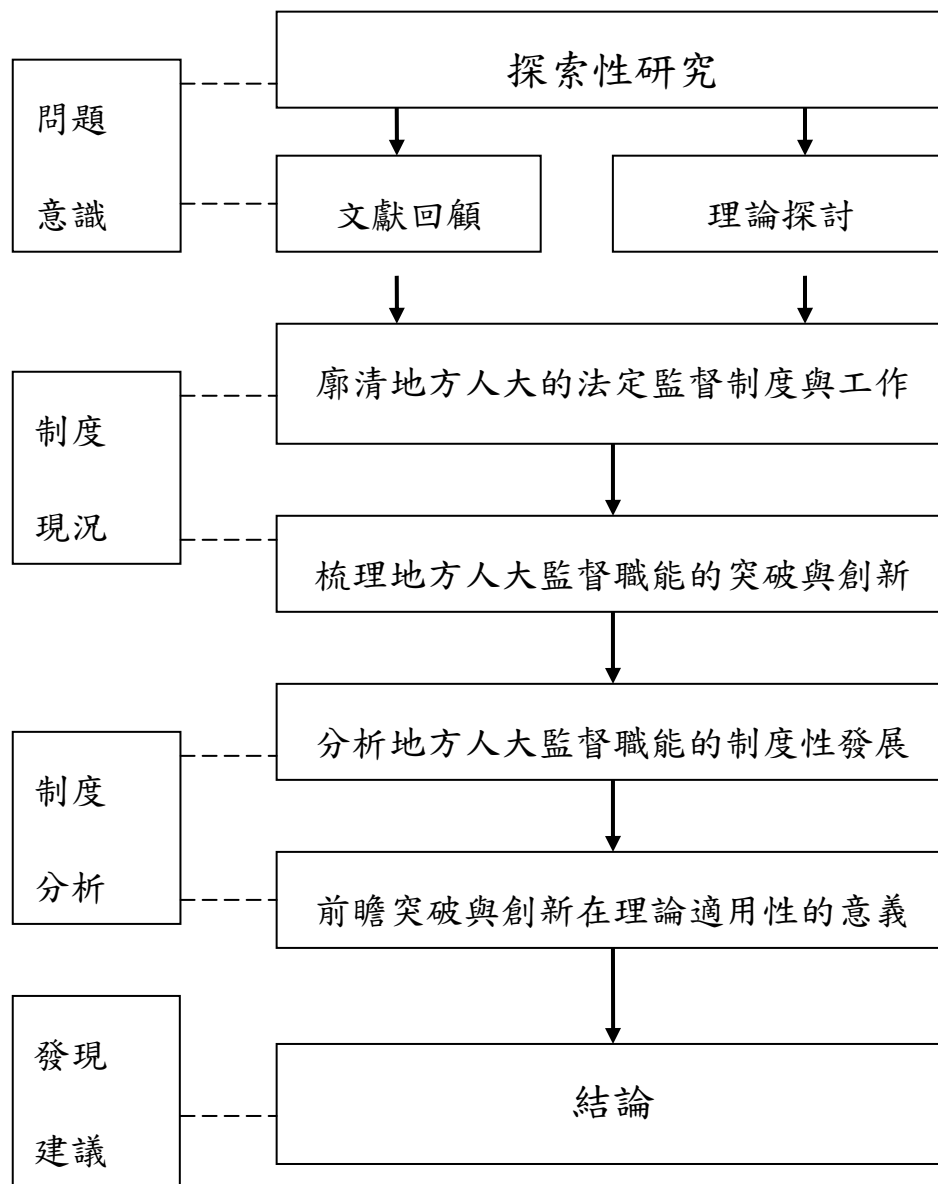 探索性研究
問題
意識
文獻回顧
理論探討
廓清地方人大的法定監督制度與工作
制度
現況
梳理地方人大監督職能的突破與創新
分析地方人大監督職能的制度性發展
制度
分析
前瞻突破與創新在理論適用性的意義
發現
建議
結論